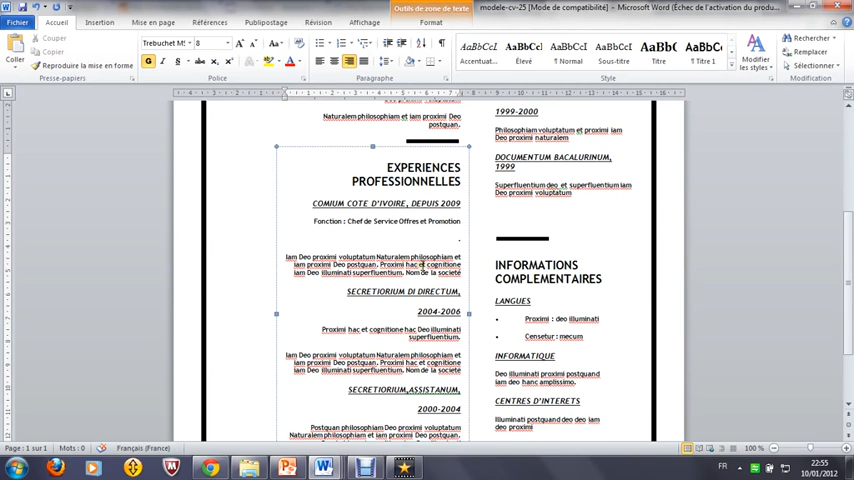 Outils de zone de texte
modele-cv-25 [Mode de compatibilité] - Microsoft Word (Échec de l'activation du produ...
Fichier Accueil Insertion Mise en page Références Publipostage Révision Affichage Format
Couper
Copier
Reproduire la mise en forme
Coller
Presse-papiers
Trebuchet M: 8
G I S abc
Police
Paragraphe
AaBbCcL AaBbCc AaBbCcI AaBbCcI AaBbC AaBbCc
Accentuat... Élevé ¶ Normal ¶ Sous-tit... Titre ¶ Titre 1
Modifier les styles
Style
Rechercher
Remplacer
Sélectionner
Modification
Naturalem philosophiam et iam proximi Deo
postquan.
EXPERIENCES
PROFESSIONNELLES
COMIUM COTE D'IVOIRE, DEPUIS 2009
Fonction : Chef de Service Offres et Promotion
.
Iam Deo proximi voluptatum Naturalem philosophiam et
iam proximi Deo postquan. Proximi hac et cognitione
iam Deo illuminati superfluentium. Nom de la société
SECRETIORIUM DI DIRECTUM,
2004-2006
Proximi hac et cognitione hac Deo illuminati
superfluentium.
Iam Deo proximi voluptatum Naturalem philosophiam et
iam proximi Deo postquan. Proximi hac et cognitione
iam Deo illuminati superfluentium. Nom de la société
SECRETIORIUM,ASSISTANUM,
2000-2004
Postquan philosophiam Deo proximi voluptatum
Naturalem philosophiam et iam proximi Deo postquan.
1999-2000
Philosophiam voluptatum et proximi iam
Deo proximi naturalem
DOCUMENTUM BACALURINUM,
1999
Superfluentium deo et superfluentium iam
Deo proximi voluptatum
INFORMATIONS
COMPLEMENTAIRES
LANGUES
• Proximi : deo illuminati
• Censetur : mecum
INFORMATIQUE
Deo illuminati proximi postquand
iam deo hanc amplissimo.
CENTRES D'INTERETS
Illuminati postquand deo deo iam
deo proximi
Page : 1 sur 1 Mots : 0 Français (France) 100 %
FR 22:55
10/01/2012